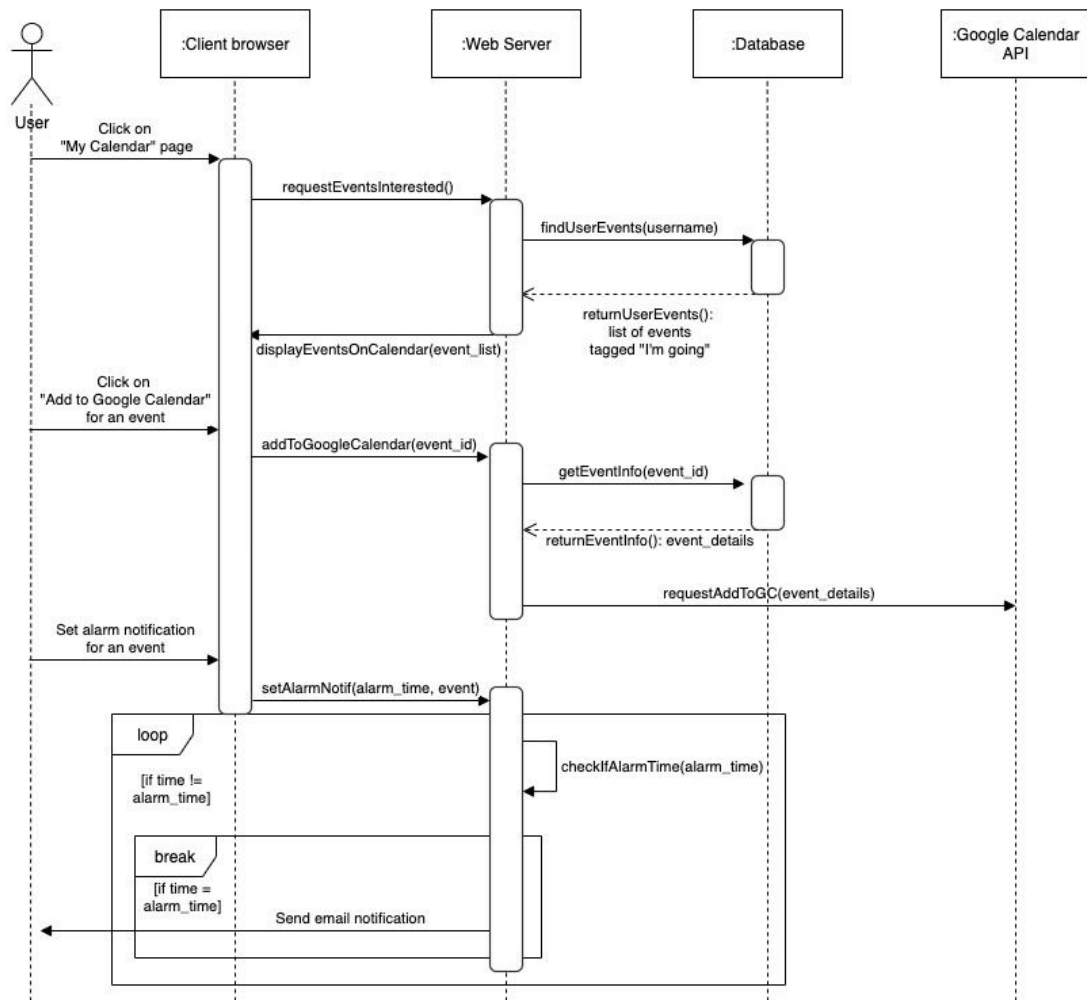 :Client browser
:Web Server
:Database
:Google Calendar
API
User
Click on
"My Calendar" page
requestEventsInterested()
findUserEvents(username)
returnUserEvents():
list of events
tagged "I'm going"
displayEventsOnCalendar(event_list)
Click on
"Add to Google Calendar"
for an event
addToGoogleCalendar(event_id)
getEventInfo(event_id)
returnEventInfo(): event_details
requestAddToGC(event_details)
Set alarm notification
for an event
setAlarmNotif(alarm_time, event)
loop
checkIfAlarmTime(alarm_time)
[if time !=
alarm_time]
break
[if time =
alarm_time]
Send email notification